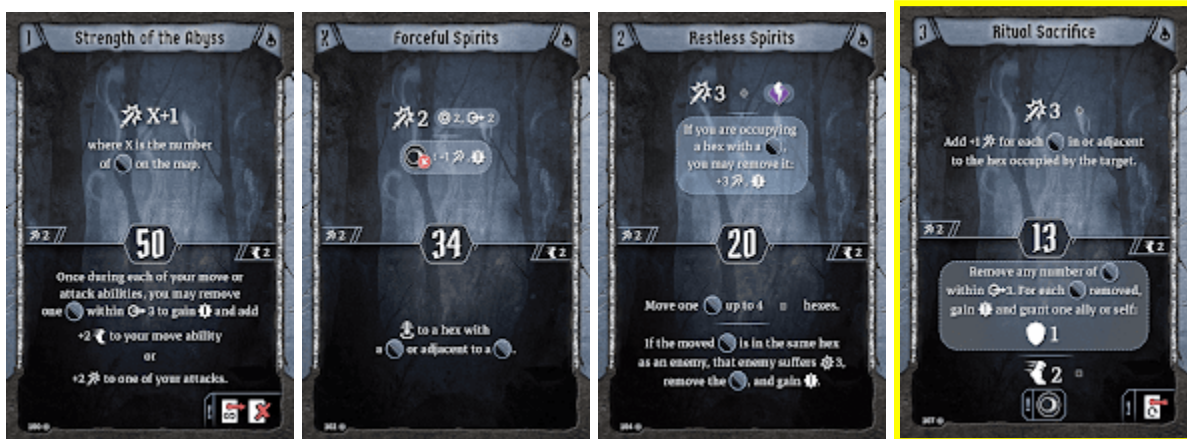 1
Strength of the Abyss
X+1
where X is the number
of on the map.
2
50
2
Once during each of your move or
attack abilities, you may remove
one within 3 to gain and add
+2 to your move ability
or
+2 to one of your attacks.
X
Forceful Spirits
2 2, 2
: +1 ,
2
34
2
to a hex with
a or adjacent to a .
2
Restless Spirits
3
If you are occupying
a hex with a ,
you may remove it:
+3 ,
2
20
2
Move one up to 4 hexes.
If the moved is in the same hex
as an enemy, that enemy suffers 3,
remove the , and gain .
3
Ritual Sacrifice
3
Add +1 for each in or adjacent
to the hex occupied by the target.
2
13
2
Remove any number of
within 3. For each removed,
gain and grant one ally or self:
1
2